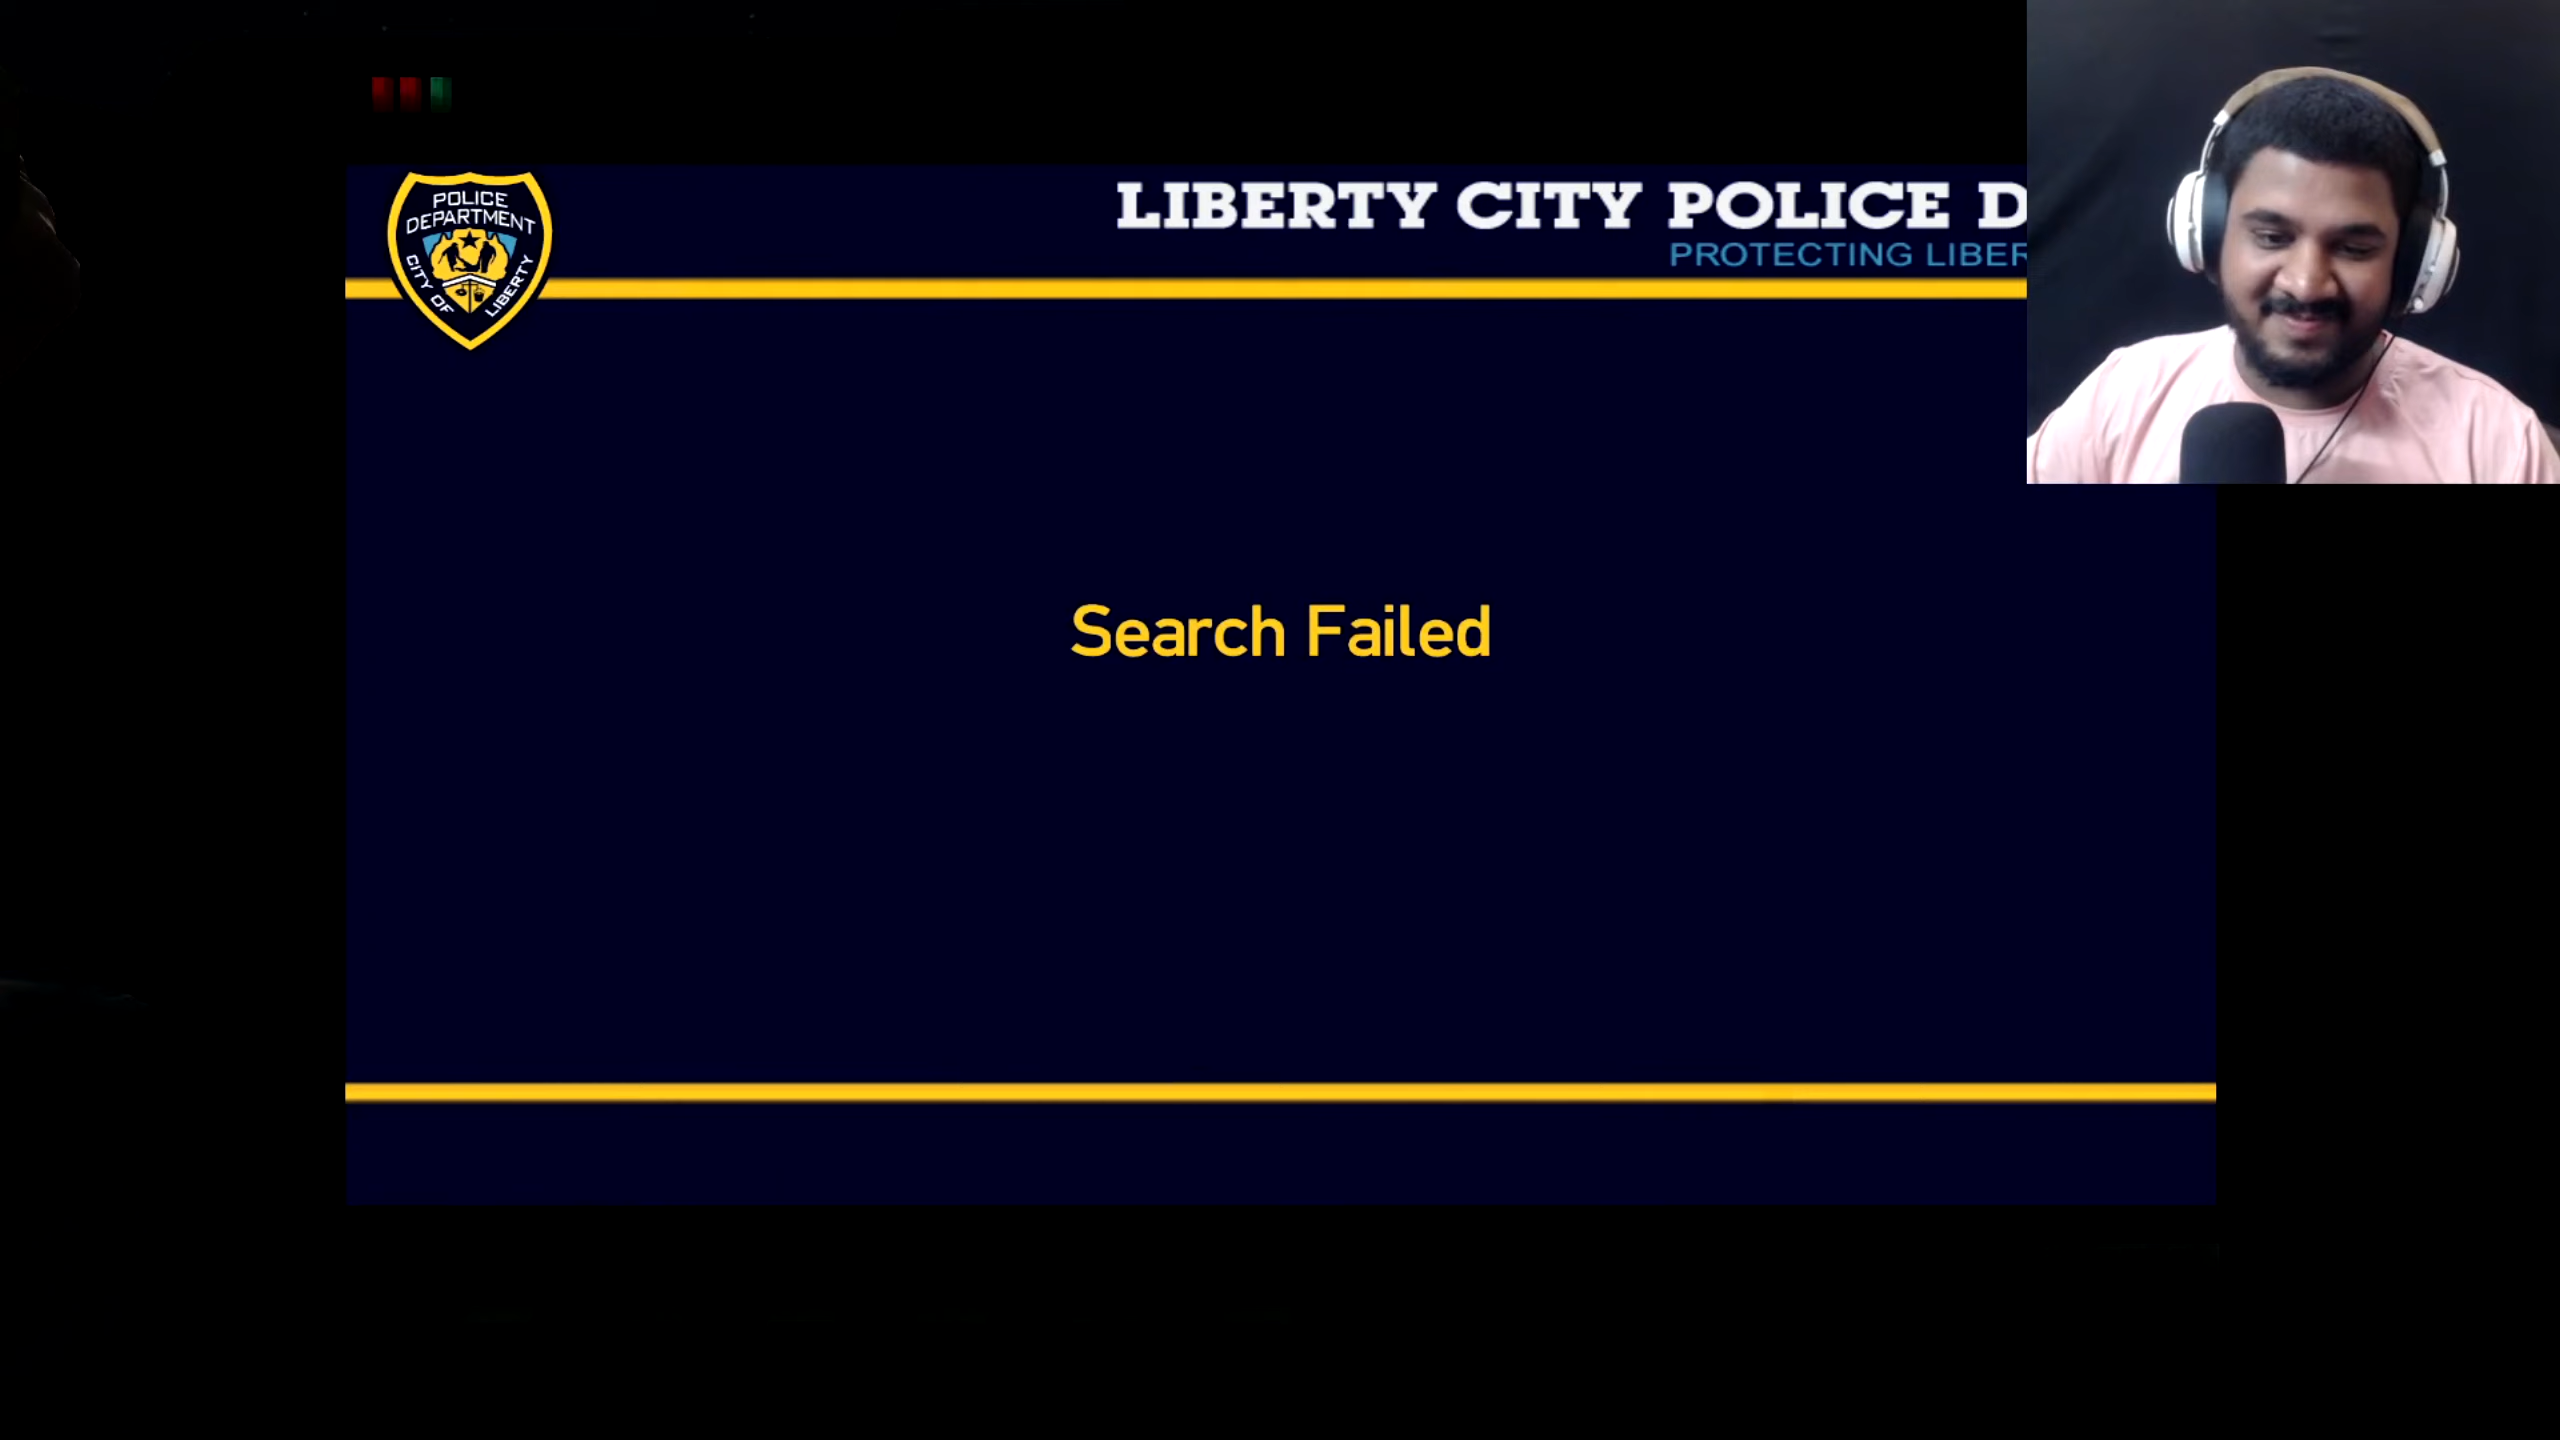 POLICE
DEPARTMENT
CITY OF LIBERTY
LIBERTY CITY POLICE D
PROTECTING LIBER
Search Failed